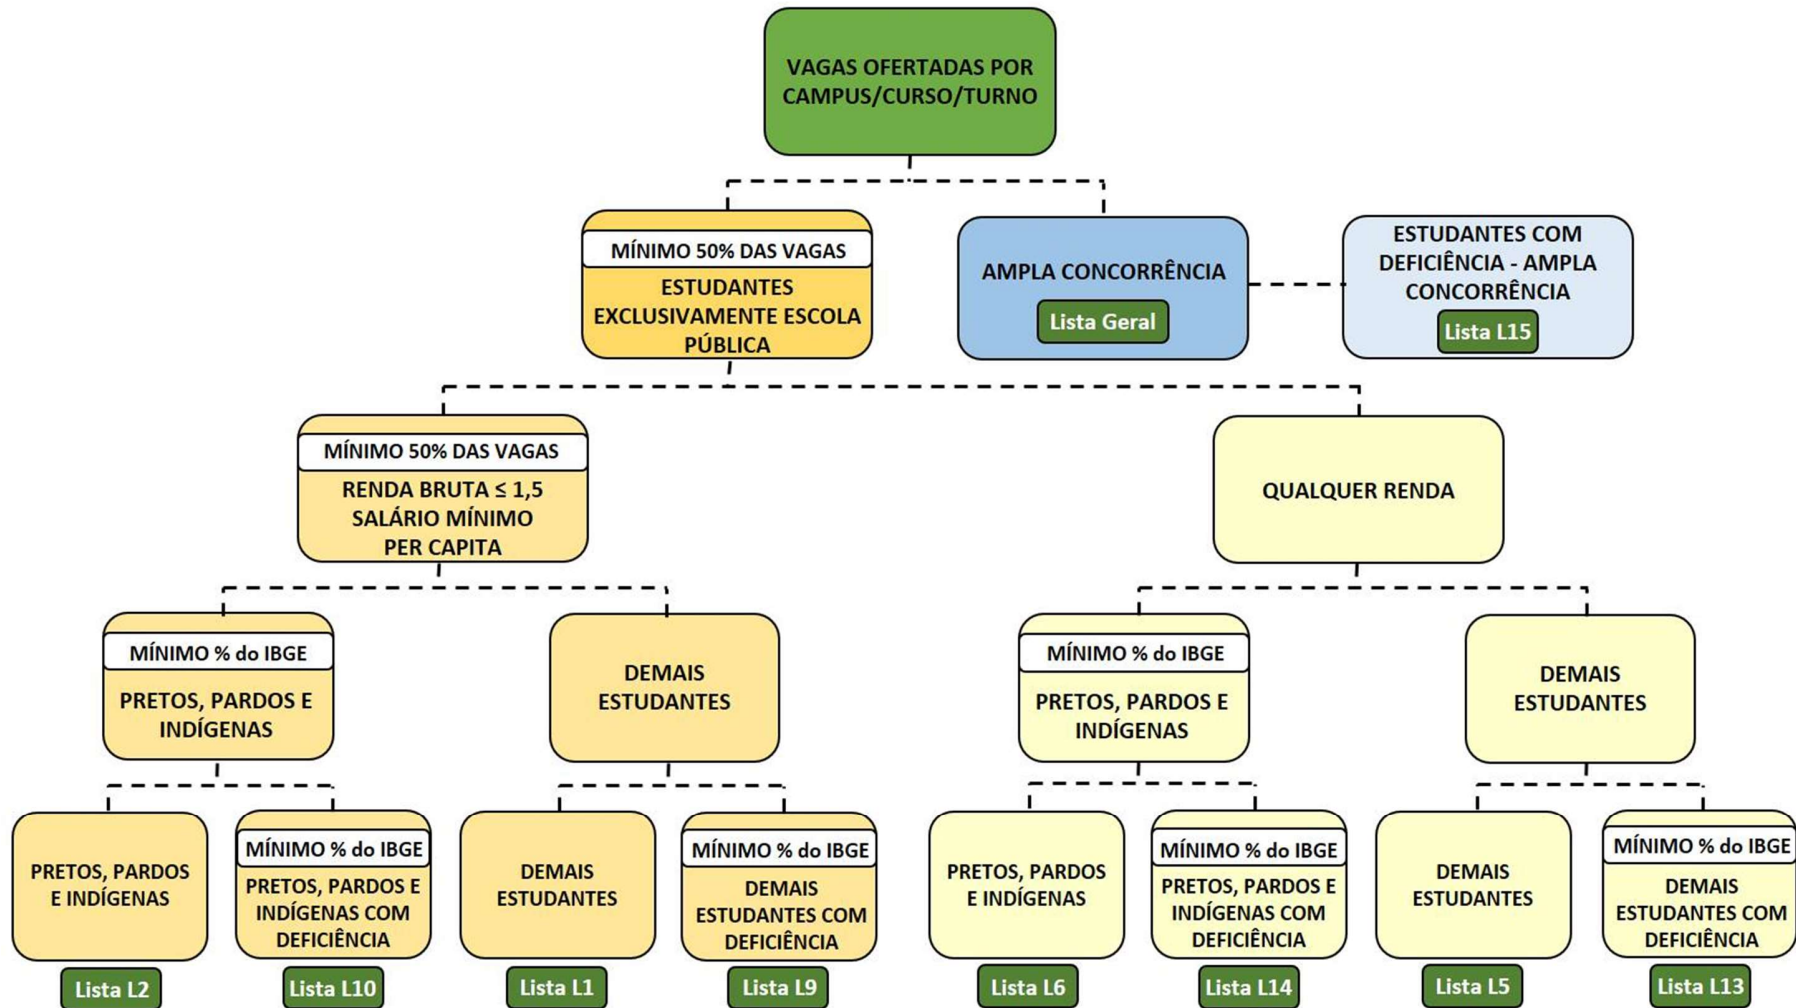 VAGAS OFERTADAS POR
CAMPUS/CURSO/TURNO
MÍNIMO 50% DAS VAGAS
ESTUDANTES
EXCLUSIVAMENTE ESCOLA
PÚBLICA
AMPLA CONCORRÊNCIA
Lista Geral
ESTUDANTES COM
DEFICIÊNCIA - AMPLA
CONCORRÊNCIA
Lista L15
MÍNIMO 50% DAS VAGAS
RENDA BRUTA ≤ 1,5
SALÁRIO MÍNIMO
PER CAPITA
QUALQUER RENDA
MÍNIMO % do IBGE
PRETOS, PARDOS E
INDÍGENAS
DEMAIS
ESTUDANTES
MÍNIMO % do IBGE
PRETOS, PARDOS E
INDÍGENAS
DEMAIS
ESTUDANTES
PRETOS, PARDOS
E INDÍGENAS
Lista L2
MÍNIMO % do IBGE
PRETOS, PARDOS E
INDÍGENAS COM
DEFICIÊNCIA
Lista L10
DEMAIS
ESTUDANTES
Lista L1
MÍNIMO % do IBGE
DEMAIS
ESTUDANTES COM
DEFICIÊNCIA
Lista L9
PRETOS, PARDOS
E INDÍGENAS
Lista L6
MÍNIMO % do IBGE
PRETOS, PARDOS E
INDÍGENAS COM
DEFICIÊNCIA
Lista L14
DEMAIS
ESTUDANTES
Lista L5
MÍNIMO % do IBGE
DEMAIS
ESTUDANTES COM
DEFICIÊNCIA
Lista L13